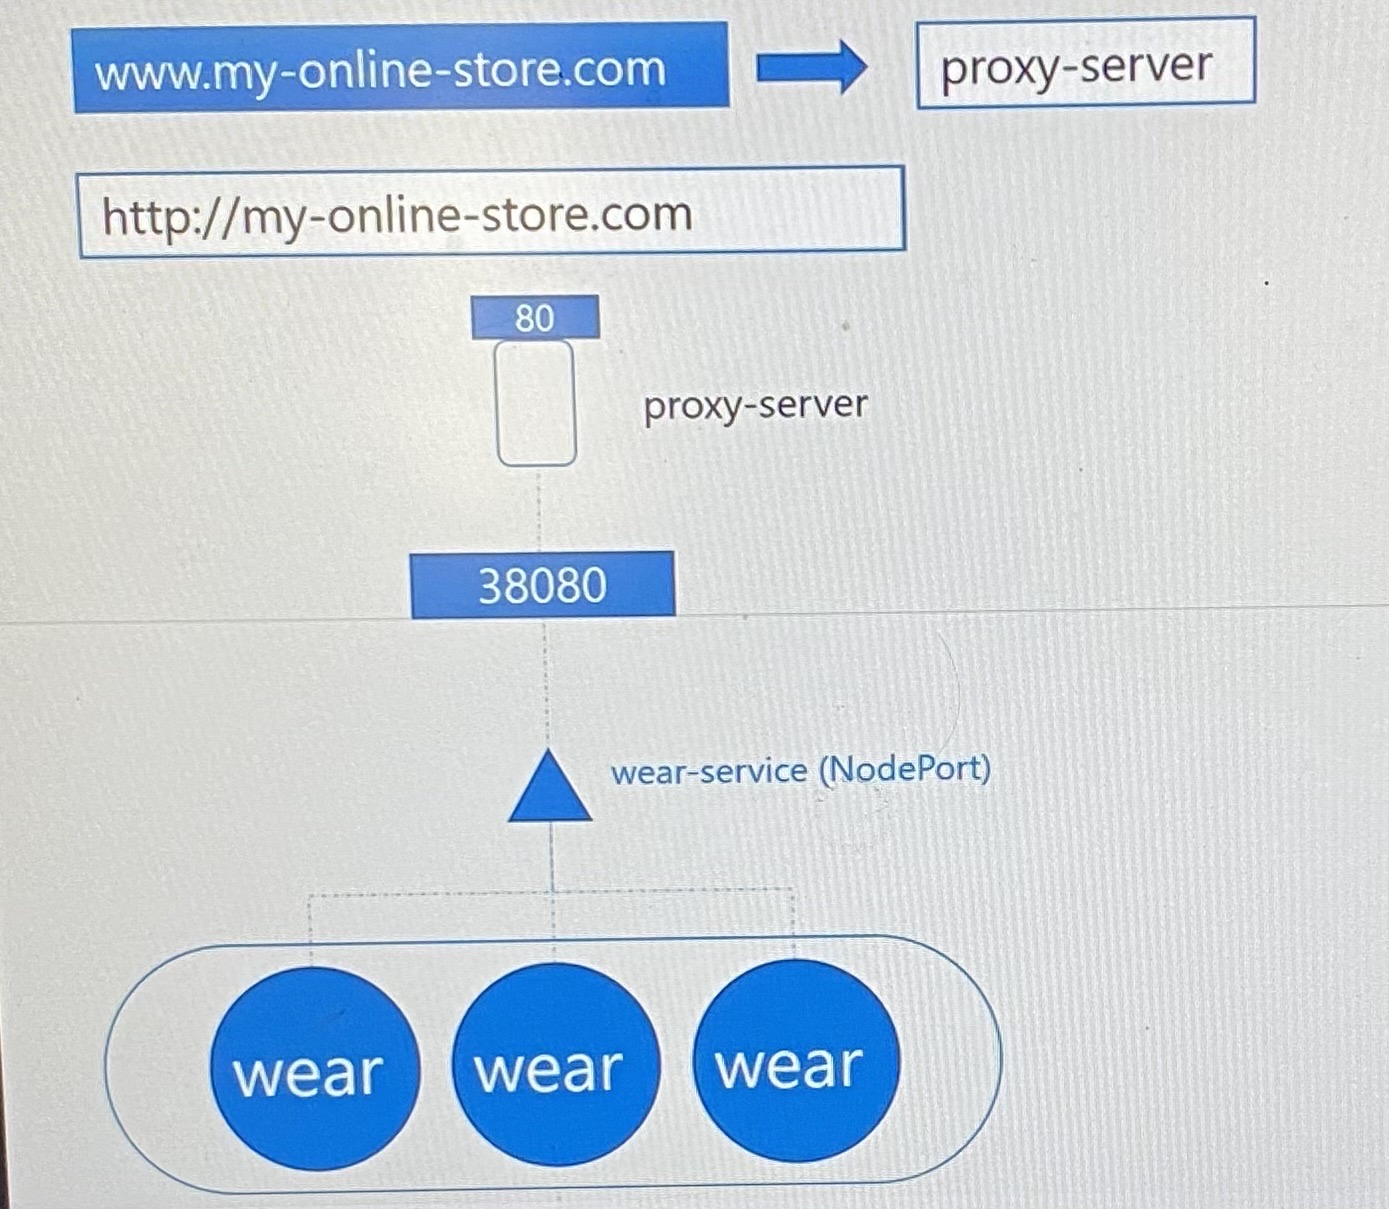 www.my-online-store.com
proxy-server
http://my-online-store.com
80
proxy-server
38080
wear-service (NodePort)
wear wear wear